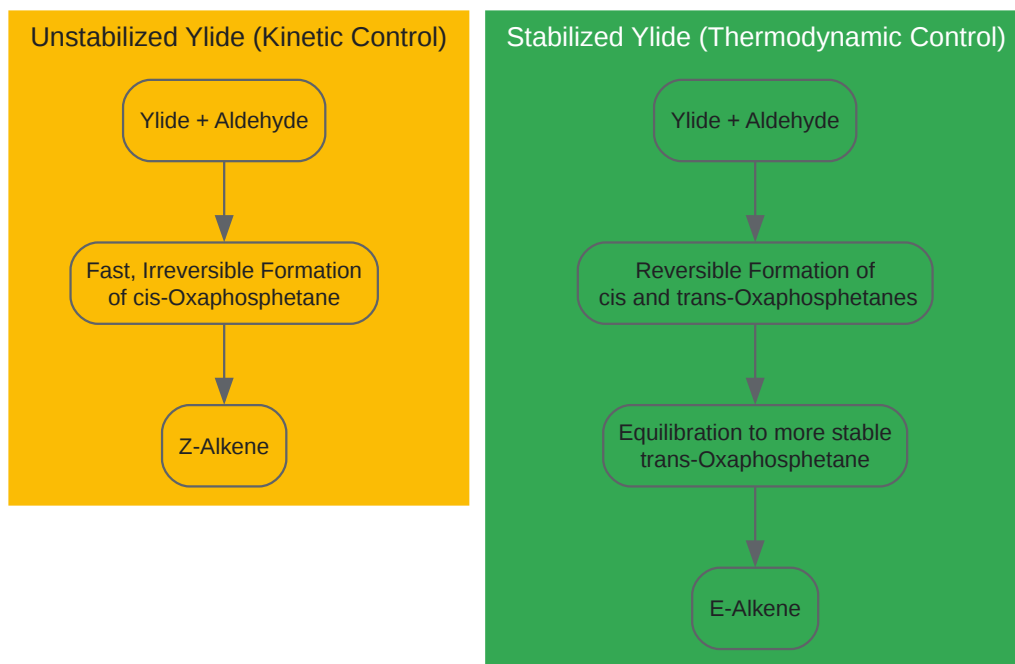 Unstabilized Ylide (Kinetic Control)
Ylide + Aldehyde
Fast, Irreversible Formation
of cis-Oxaphosphetane
Z-Alkene
Stabilized Ylide (Thermodynamic Control)
Ylide + Aldehyde
Reversible Formation of
cis and trans-Oxaphosphetanes
Equilibration to more stable
trans-Oxaphosphetane
E-Alkene